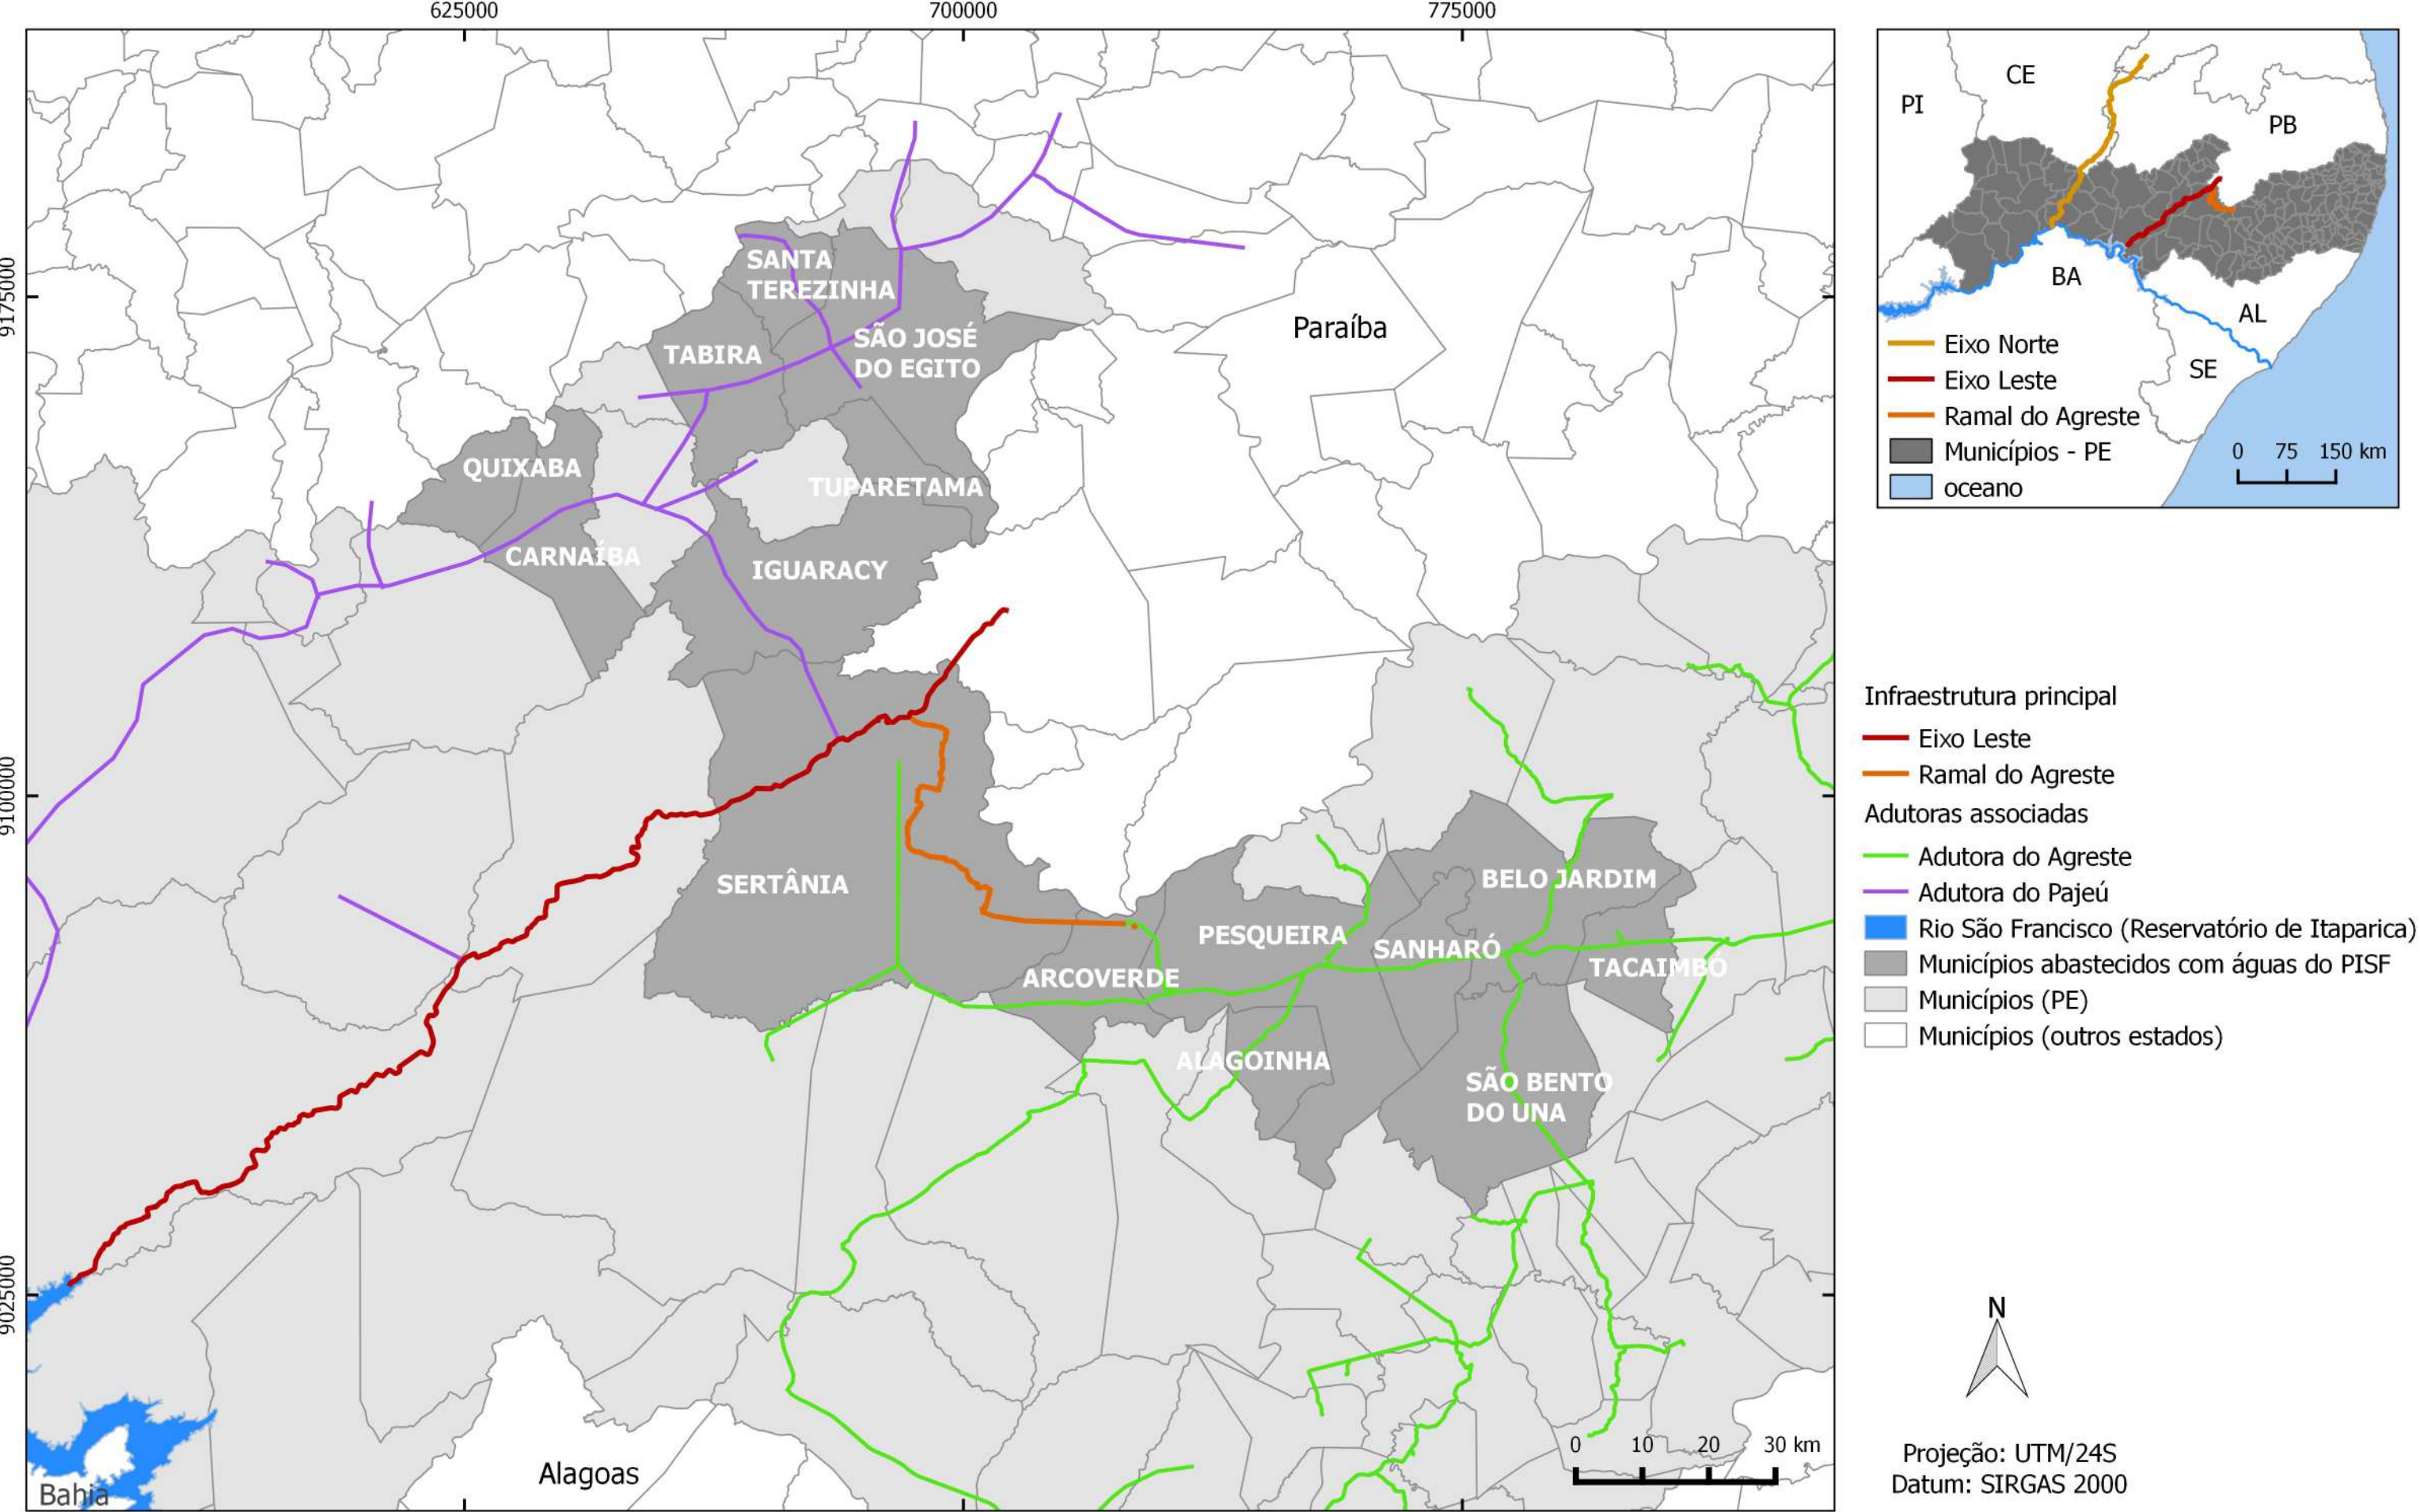 625000
700000
775000
9175000
9100000
9025000
SANTA
TEREZINHA
SÃO JOSÉ
DO EGITO
TABIRA
QUIXABA
TUPARETAMA
CARNAÍBA
IGUARACY
Paraíba
SERTÂNIA
BELO JARDIM
PESQUEIRA
SANHARÓ
TACAIMBÓ
ARCOVERDE
ALAGOINHA
SÃO BENTO
DO UNA
Alagoas
Bahia
0 10 20 30 km
CE
PI
PB
BA
AL
SE
Eixo Norte
Eixo Leste
Ramal do Agreste
Municípios - PE
oceano
0 75 150 km
Infraestrutura principal
Eixo Leste
Ramal do Agreste
Adutoras associadas
Adutora do Agreste
Adutora do Pajeú
Rio São Francisco (Reservatório de Itaparica)
Municípios abastecidos com águas do PISF
Municípios (PE)
Municípios (outros estados)
N
Projeção: UTM/24S
Datum: SIRGAS 2000